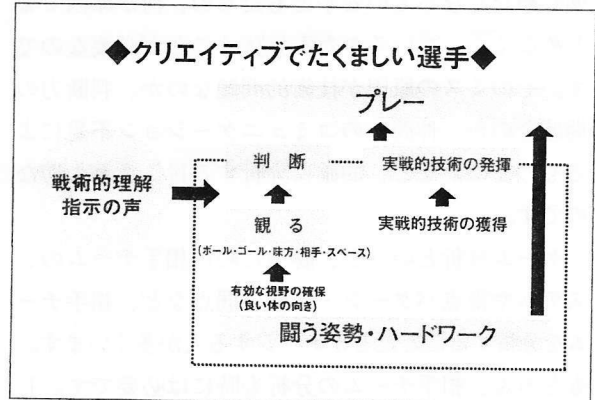 ◆クリエイティブでたくましい選手◆
プレー
判断 …… 実戦的技術の発揮
戦術的理解
指示の声
観る
実戦的技術の獲得
(ボール・ゴール・味方・相手・スペース)
有効な視野の確保
(良い体の向き)
闘う姿勢・ハードワーク